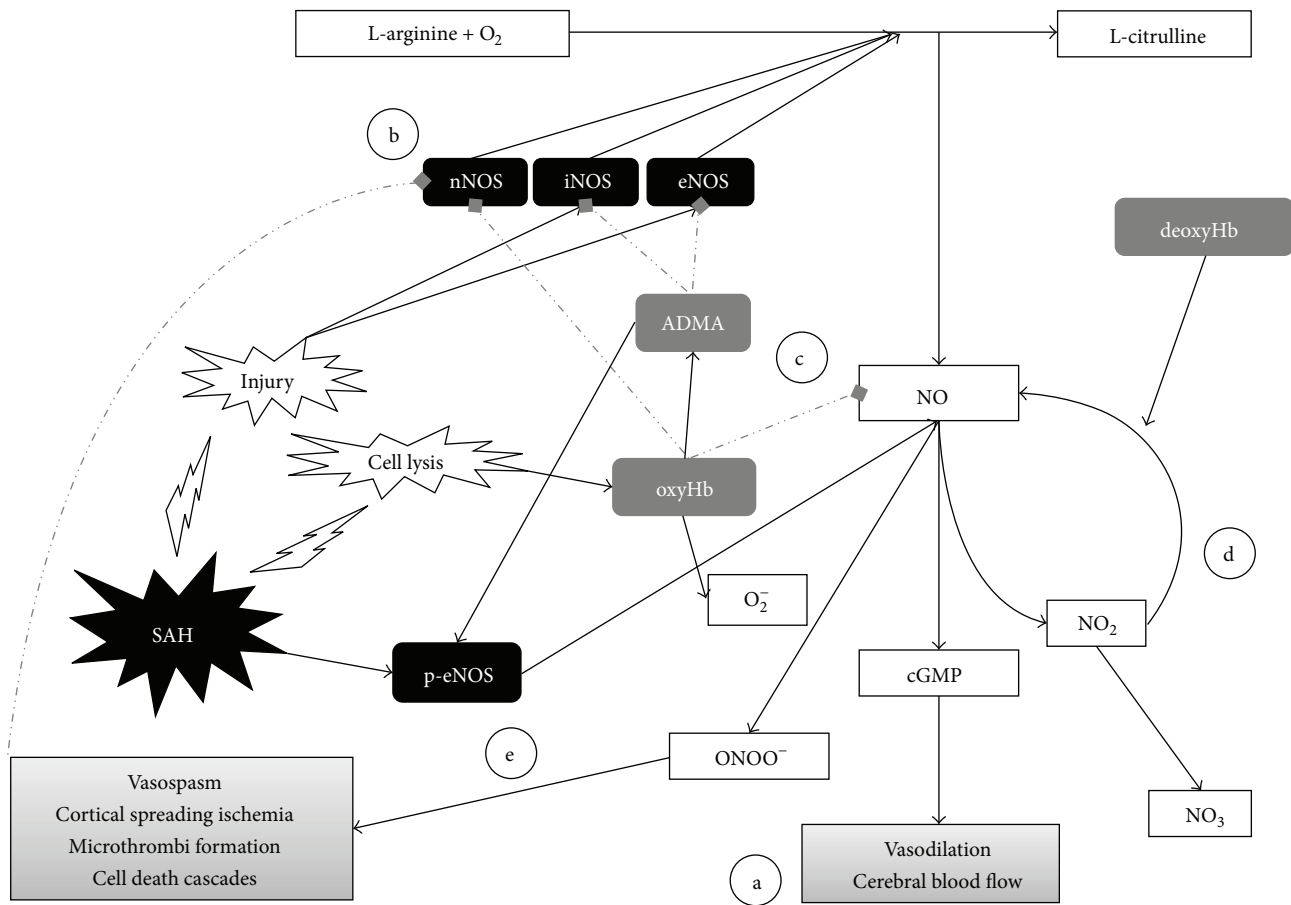 L-arginine + O₂
L-citrulline
b
nNOS
iNOS
eNOS
deoxyHb
ADMA
c
Injury
NO
Cell lysis
oxyHb
d
O₂⁻
NO₂
SAH
p-eNOS
cGMP
e
ONOO⁻
Vasospasm
Cortical spreading ischemia
Microthrombi formation
Cell death cascades
NO₃
a
Vasodilation
Cerebral blood flow